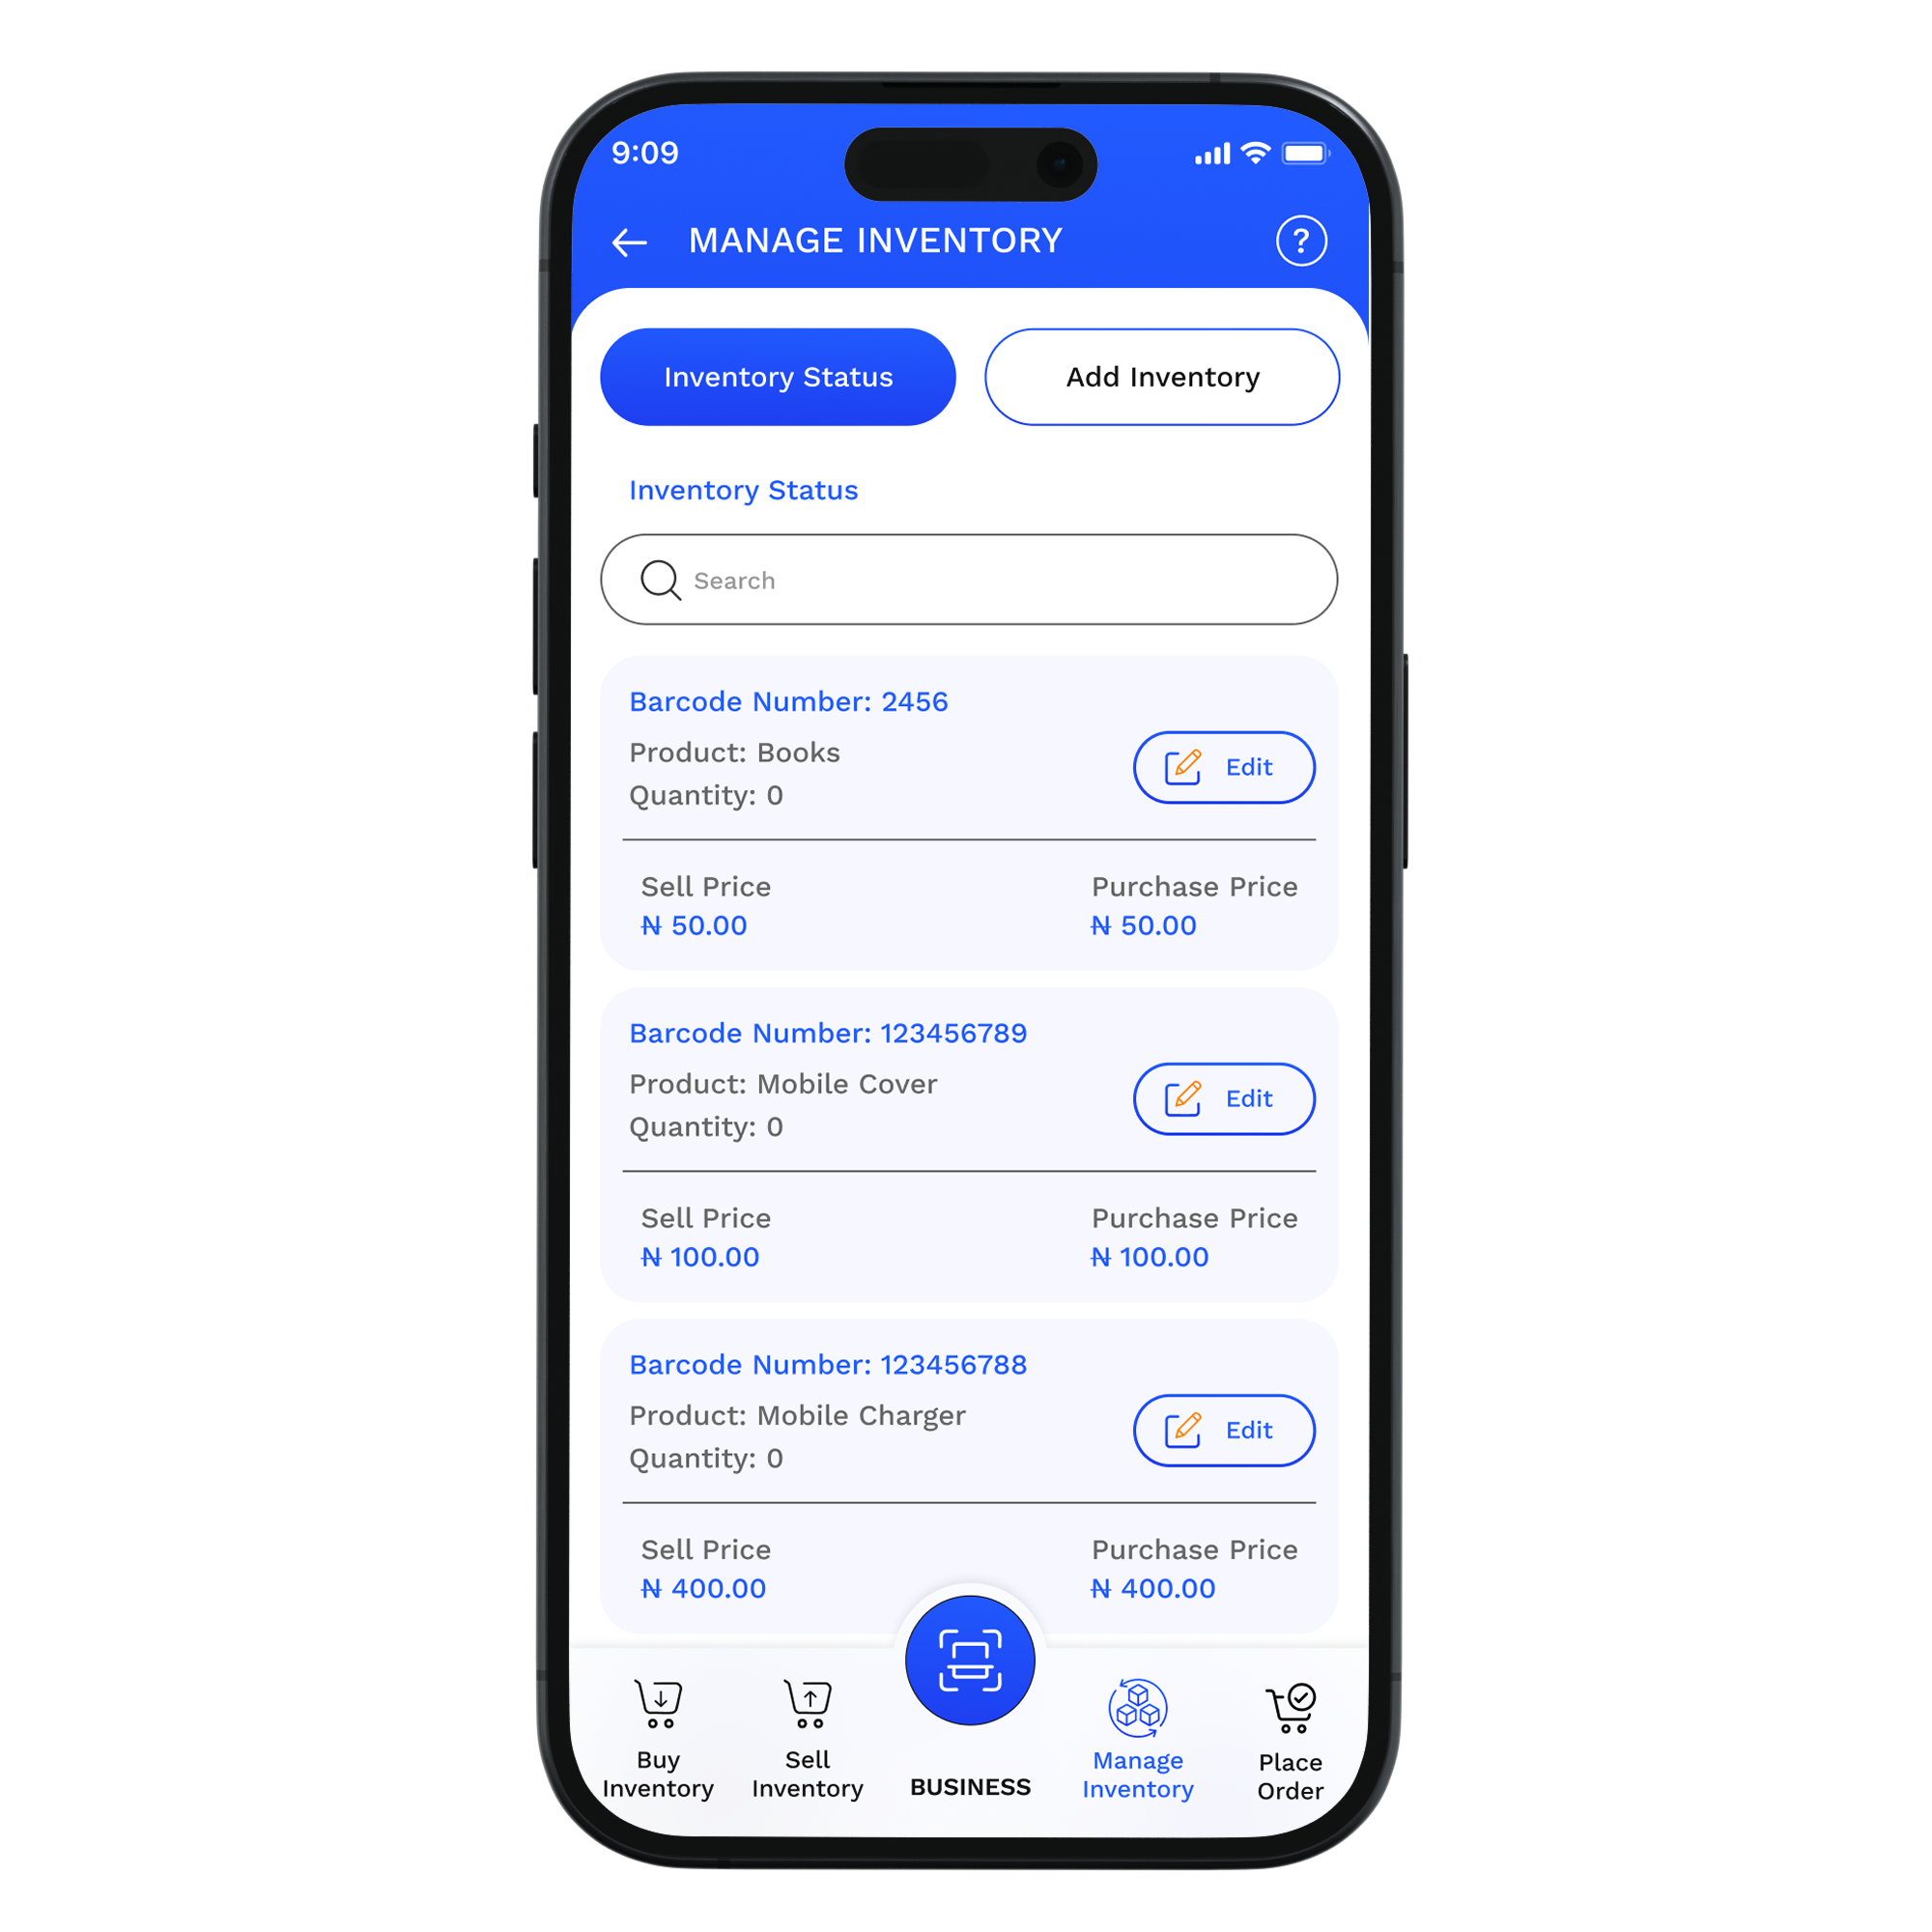 9:09
MANAGE INVENTORY
?
Inventory Status
Add Inventory
Inventory Status
Search
Barcode Number: 2456
Product: Books
Edit
Quantity: 0
Sell Price
Purchase Price
₦ 50.00
₦ 50.00
Barcode Number: 123456789
Product: Mobile Cover
Edit
Quantity: 0
Sell Price
Purchase Price
₦ 100.00
₦ 100.00
Barcode Number: 123456788
Product: Mobile Charger
Edit
Quantity: 0
Sell Price
Purchase Price
₦ 400.00
₦ 400.00
Buy
Inventory
Sell
Inventory
BUSINESS
Manage
Inventory
Place
Order